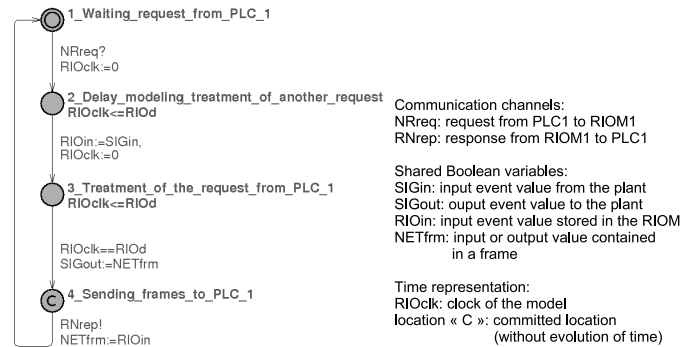 1_Waiting_request_from_PLC_1
NRreq?
RIOclk:=0
2_Delay_modeling_treatment_of_another_request
RIOclk<=RIOd
RIOin:=SIGin,
RIOclk:=0
3_Treatment_of_the_request_from_PLC_1
RIOclk<=RIOd
RIOclk==RIOd
SIGout:=NETfrm
C
4_Sending_frames_to_PLC_1
RNrep!
NETfrm:=RIOin
Communication channels:
NRreq: request from PLC1 to RIOM1
RNrep: response from RIOM1 to PLC1
Shared Boolean variables:
SIGin: input event value from the plant
SIGout: ouput event value to the plant
RIOin: input event value stored in the RIOM
NETfrm: input or output value contained
in a frame
Time representation:
RIOclk: clock of the model
location « C »: committed location
(without evolution of time)